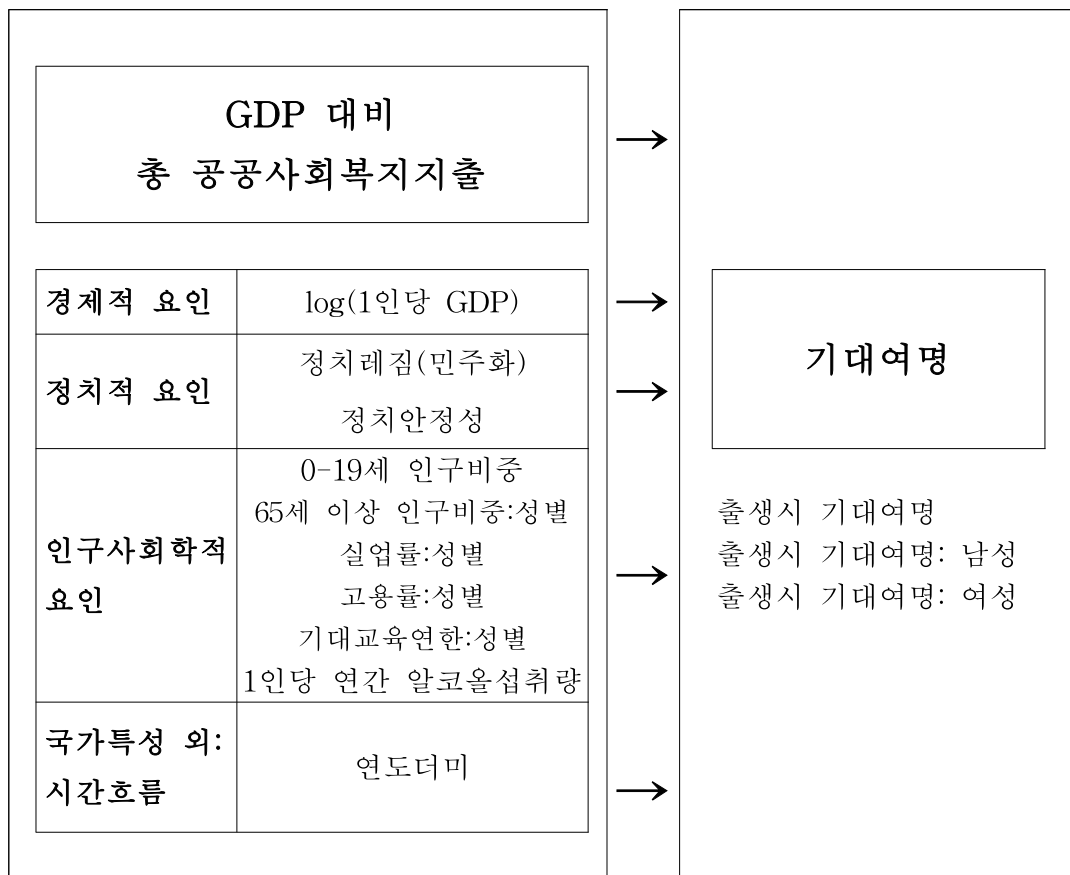 GDP 대비
총 공공사회복지지출
→
경제적 요인
log(1인당 GDP)
→
정치적 요인
정치레짐(민주화)
정치안정성
→
인구사회학적
요인
0-19세 인구비중
65세 이상 인구비중:성별
실업률:성별
고용률:성별
기대교육연한:성별
1인당 연간 알코올섭취량
→
국가특성 외:
시간흐름
연도더미
→
기대여명
출생시 기대여명
출생시 기대여명: 남성
출생시 기대여명: 여성